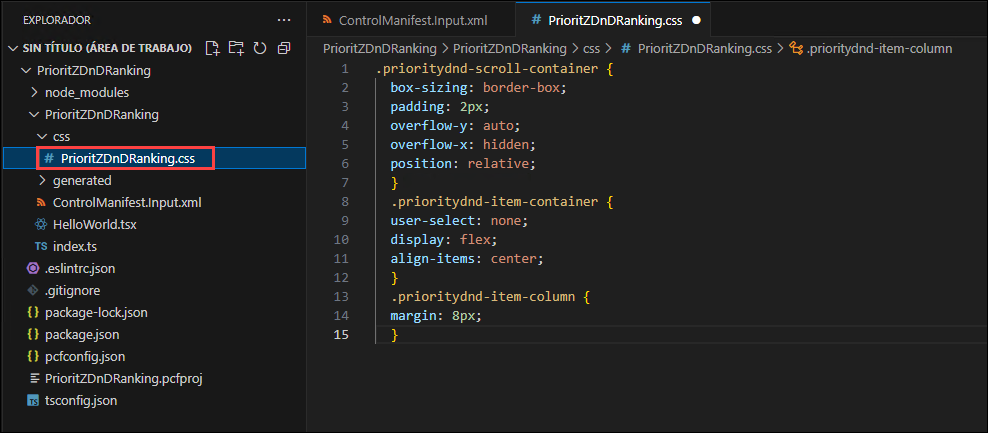 EXPLORADOR ...
SIN TÍTULO (ÁREA DE TRABAJO)
PrioritZDnDRanking
node_modules
PrioritZDnDRanking
css
# PrioritZDnDRanking.css
generated
ControlManifest.Input.xml
HelloWorld.tsx
TS index.ts
.eslintrc.json
.gitignore
{} package-lock.json
{} package.json
{} pcfconfig.json
PrioritZDnDRanking.pcfproj
TS tsconfig.json
ControlManifest.Input.xml
# PrioritZDnDRanking.css ●
PrioritZDnDRanking > PrioritZDnDRanking > css > # PrioritZDnDRanking.css > .prioritydnd-item-column
1 .prioritydnd-scroll-container {
2 box-sizing: border-box;
3 padding: 2px;
4 overflow-y: auto;
5 overflow-x: hidden;
6 position: relative;
7 }
8 .prioritydnd-item-container {
9 user-select: none;
10 display: flex;
11 align-items: center;
12 }
13 .prioritydnd-item-column {
14 margin: 8px;
15 }